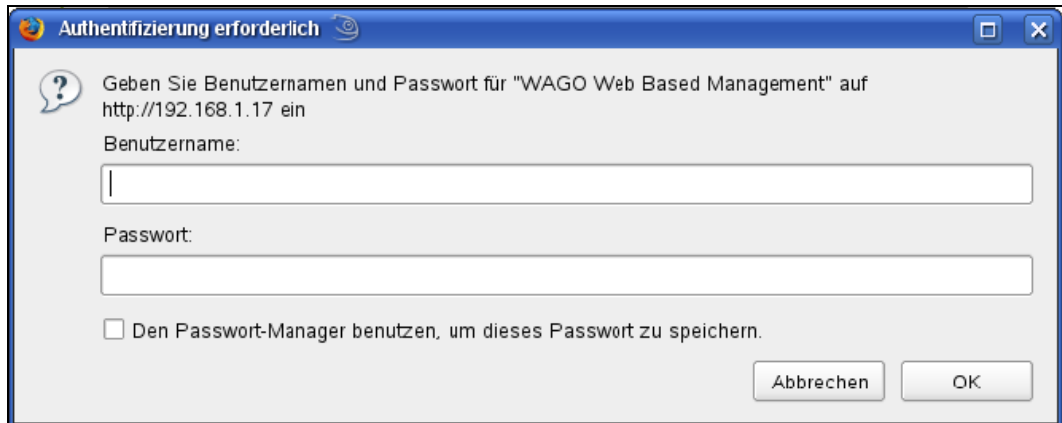 Authentifizierung erforderlich
Geben Sie Benutzernamen und Passwort für "WAGO Web Based Management" auf
http://192.168.1.17 ein
Benutzername:
Passwort:
Den Passwort-Manager benutzen, um dieses Passwort zu speichern.
Abbrechen
OK